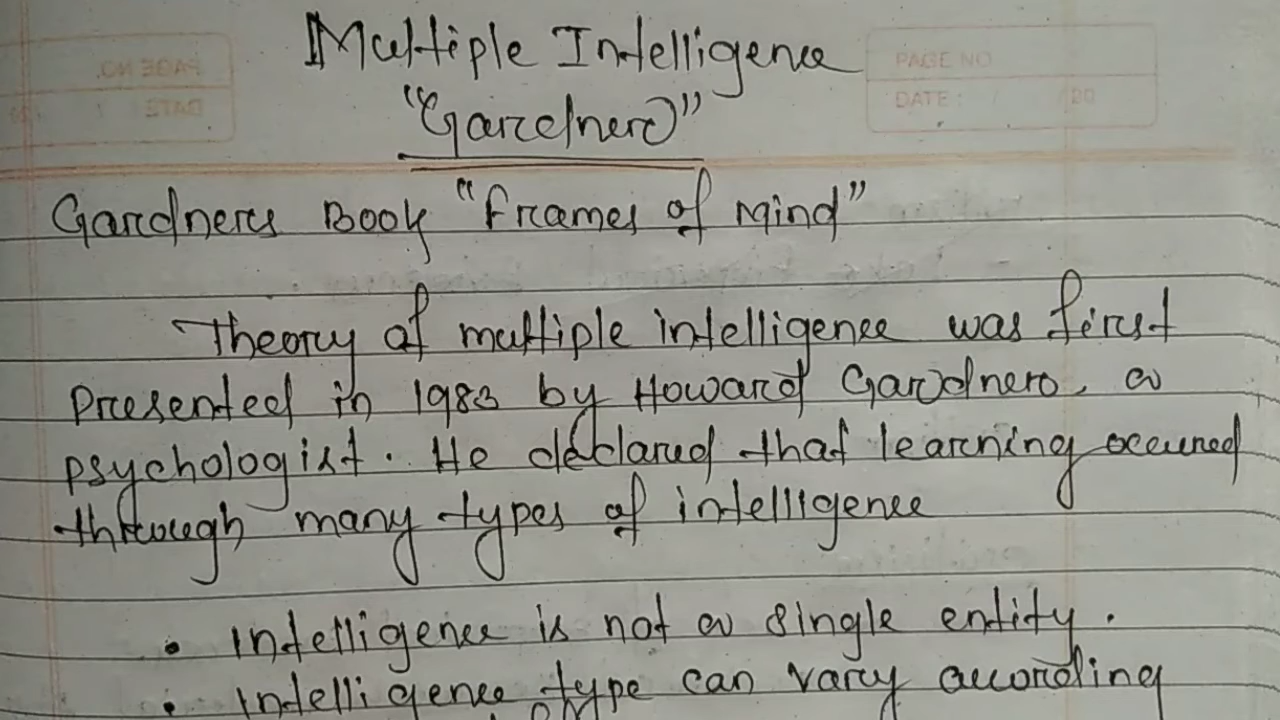 PAGE NO
DATE: / /20
Multiple Intelligence
"Gardner"
Gardners Book "Frames of Mind"
Theory of multiple intelligence was first
presented in 1983 by Howard Gardner, a
psychologist. He declared that learning occured
through many types of intelligence
• Intelligence is not a single entity.
• Intelligence type can vary according